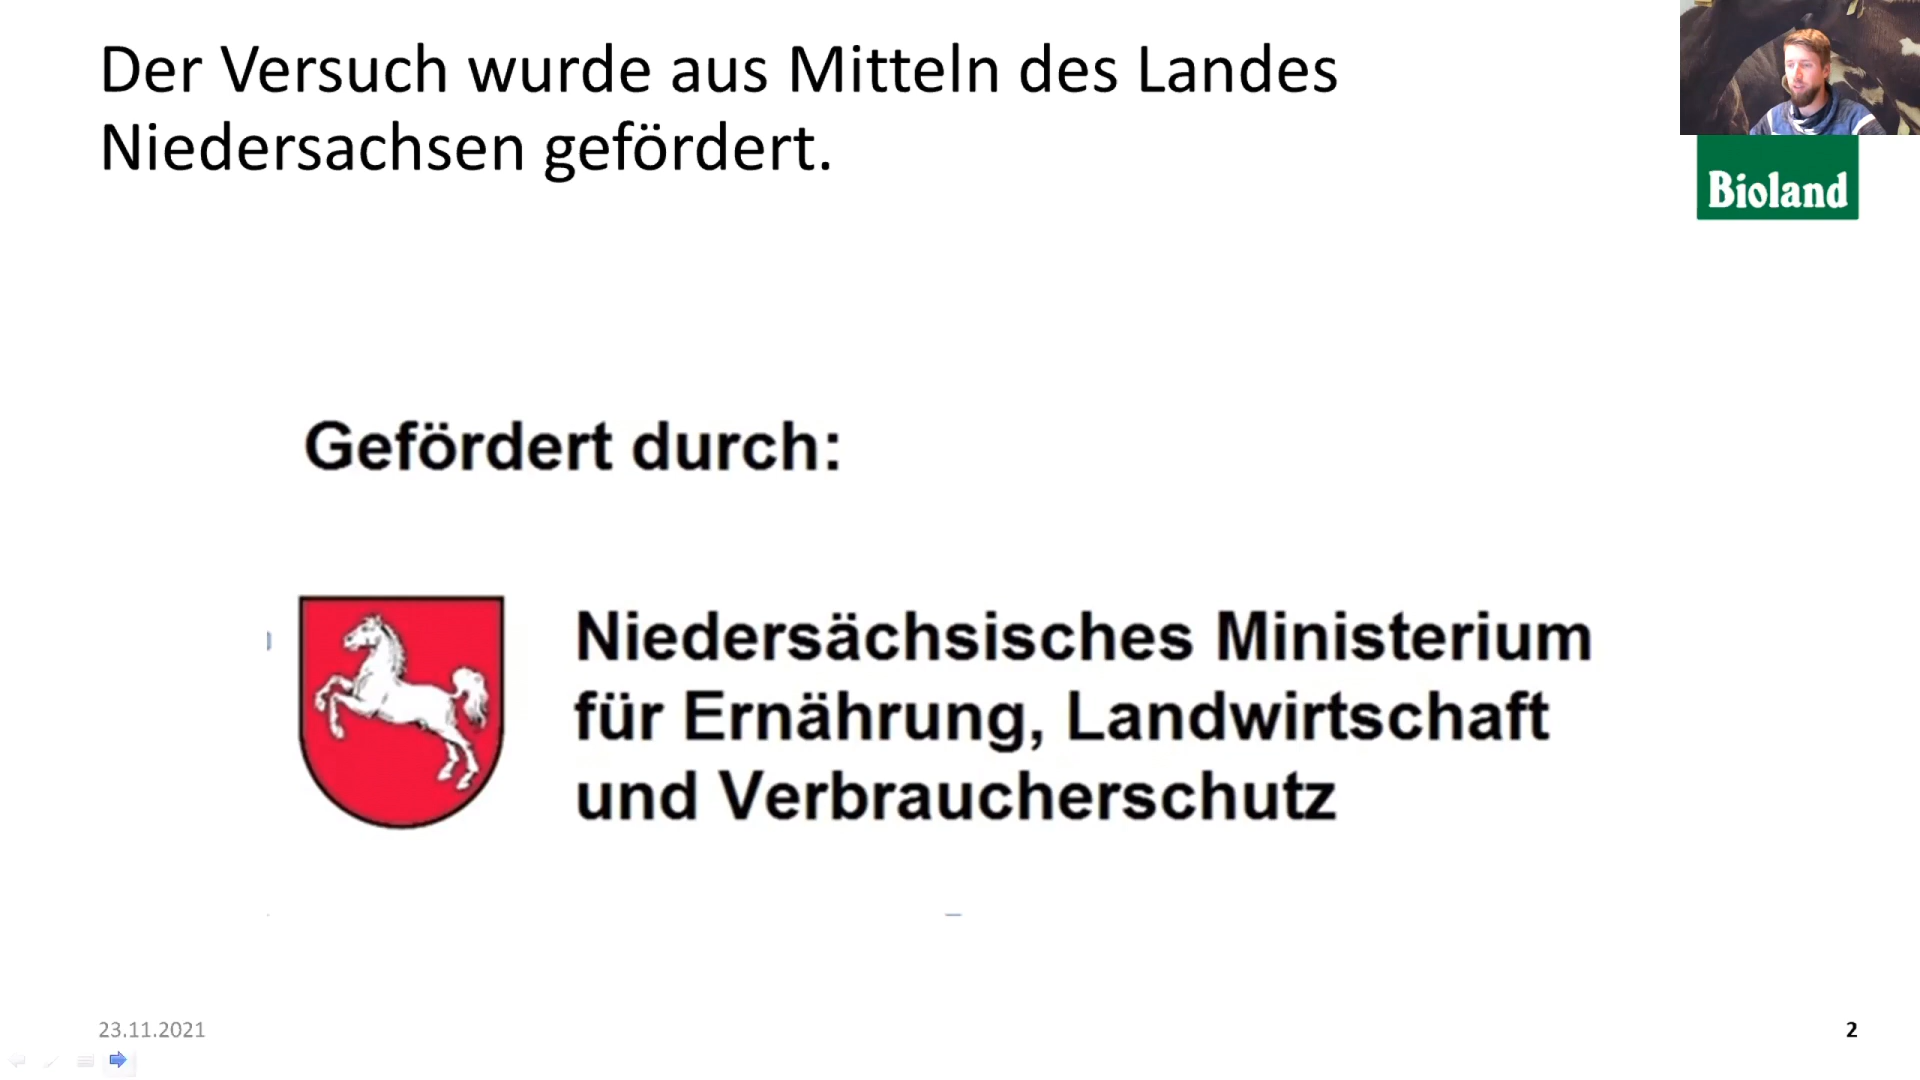 Der Versuch wurde aus Mitteln des Landes
Niedersachsen gefördert.
Bioland
Gefördert durch:
Niedersächsisches Ministerium
für Ernährung, Landwirtschaft
und Verbraucherschutz
23.11.2021
2